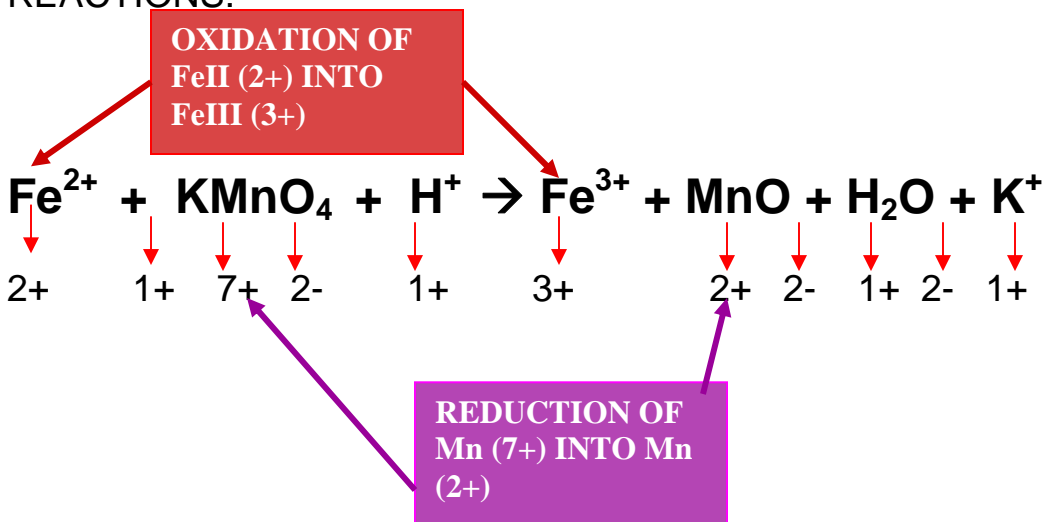 REACTIONS:
OXIDATION OF
FeII (2+) INTO
FeIII (3+)
Fe²⁺ + KMnO₄ + H⁺ → Fe³⁺ + MnO + H₂O + K⁺
2+ 1+ 7+ 2- 1+ 3+ 2+ 2- 1+ 2- 1+
REDUCTION OF
Mn (7+) INTO Mn
(2+)